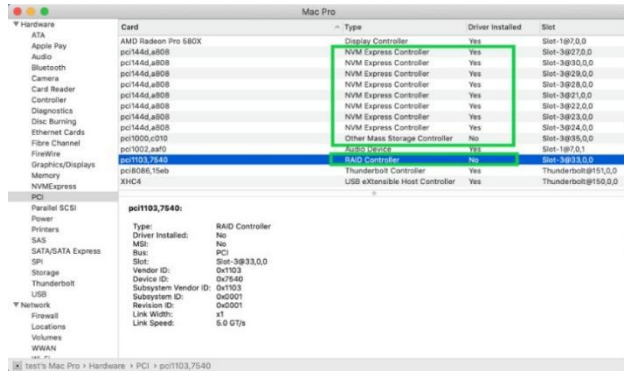 Mac Pro
Hardware
ATA
Apple Pay
Audio
Bluetooth
Camera
Card Reader
Controller
Diagnostics
Disc Burning
Ethernet Cards
Fibre Channel
FireWire
Graphics/Displays
Memory
NVMExpress
PCI
Parallel SCSI
Power
Printers
SAS
SATA/SATA Express
SPI
Storage
Thunderbolt
USB
Network
Firewall
Locations
Volumes
WWAN
Card Type Driver Installed Slot
AMD Radeon Pro 580X Display Controller Yes Slot-1@7,0,0
pci144d,a808 NVM Express Controller Yes Slot-3@27,0,0
pci144d,a808 NVM Express Controller Yes Slot-3@30,0,0
pci144d,a808 NVM Express Controller Yes Slot-3@29,0,0
pci144d,a808 NVM Express Controller Yes Slot-3@28,0,0
pci144d,a808 NVM Express Controller Yes Slot-3@21,0,0
pci144d,a808 NVM Express Controller Yes Slot-3@22,0,0
pci144d,a808 NVM Express Controller Yes Slot-3@23,0,0
pci144d,a808 NVM Express Controller Yes Slot-3@24,0,0
pci1000,c010 Other Mass Storage Controller No Slot-3@35,0,0
pci1002,aaf0 Audio Device Yes Slot-1@7,0,1
pci1103,7540 RAID Controller No Slot-3@33,0,0
pci8086,15eb Thunderbolt Controller Yes Thunderbolt@151,0,0
XHC4 USB eXtensible Host Controller Yes Thunderbolt@150,0,0
pci1103,7540:
Type: RAID Controller
Driver Installed: No
MSI: No
Bus: PCI
Slot: Slot-3@33,0,0
Vendor ID: 0x1103
Device ID: 0x7540
Subsystem Vendor ID: 0x1103
Subsystem ID: 0x0001
Revision ID: 0x0001
Link Width: x1
Link Speed: 5.0 GT/s
test's Mac Pro › Hardware › PCI › pci1103,7540